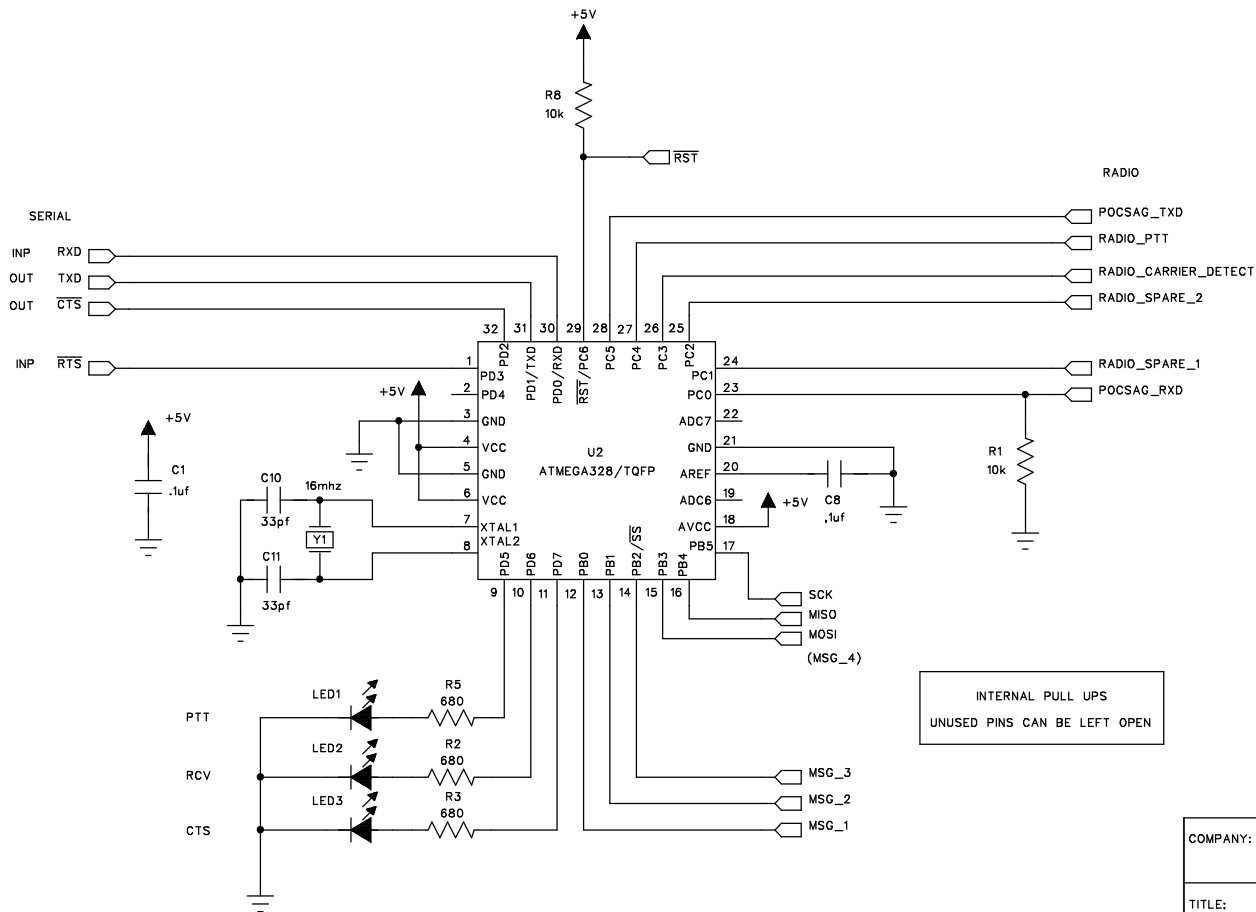 +5V
R8
10k
RST
RADIO
SERIAL
POCSAG_TXD
INP RXD
RADIO_PTT
OUT TXD
RADIO_CARRIER_DETECT
OUT CTS
RADIO_SPARE_2
32 31 30 29 28 27 26 25
PD2
PD1/TXD
PD0/RXD
RST/PC6
PC5
PC4
PC3
PC2
INP RTS
1
PD3
24
PC1
RADIO_SPARE_1
2
PD4
23
PC0
POCSAG_RXD
+5V
3
GND
22
ADC7
4
VCC
21
GND
5
GND
20
AREF
6
VCC
19
ADC6
7
XTAL1
18
AVCC
8
XTAL2
17
PB5
U2
ATMEGA328/TQFP
R1
10k
C8
.1uf
+5V
+5V
C1
.1uf
C10
33pf
16mhz
Y1
C11
33pf
PD5
PD6
PD7
PB0
PB1
PB2/SS
PB3
PB4
9 10 11 12 13 14 15 16
SCK
MISO
MOSI
(MSG_4)
INTERNAL PULL UPS
UNUSED PINS CAN BE LEFT OPEN
PTT
LED1
R5
680
RCV
LED2
R2
680
CTS
LED3
R3
680
MSG_3
MSG_2
MSG_1
COMPANY:
TITLE: